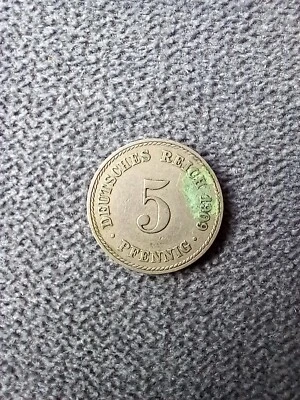 DEUTSCHES REICH 1909
5
· PFENNIG ·